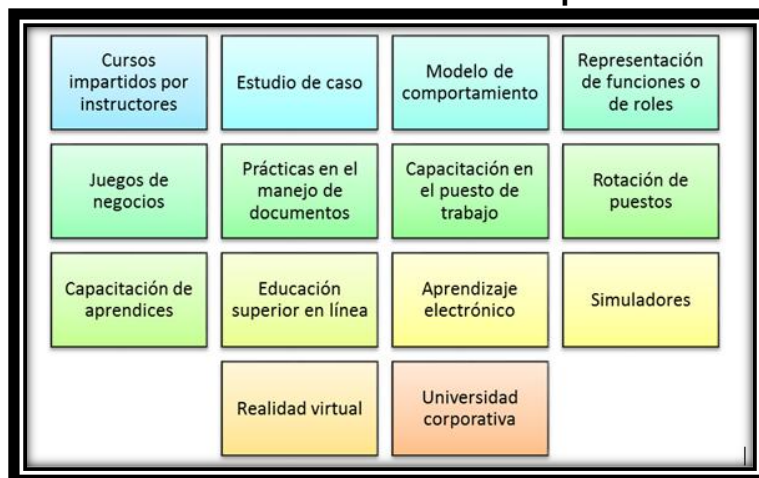 Cursos
impartidos por
instructores
Estudio de caso
Modelo de
comportamiento
Representación
de funciones o
de roles
Juegos de
negocios
Prácticas en el
manejo de
documentos
Capacitación en
el puesto de
trabajo
Rotación de
puestos
Capacitación de
aprendices
Educación
superior en línea
Aprendizaje
electrónico
Simuladores
Realidad virtual
Universidad
corporativa